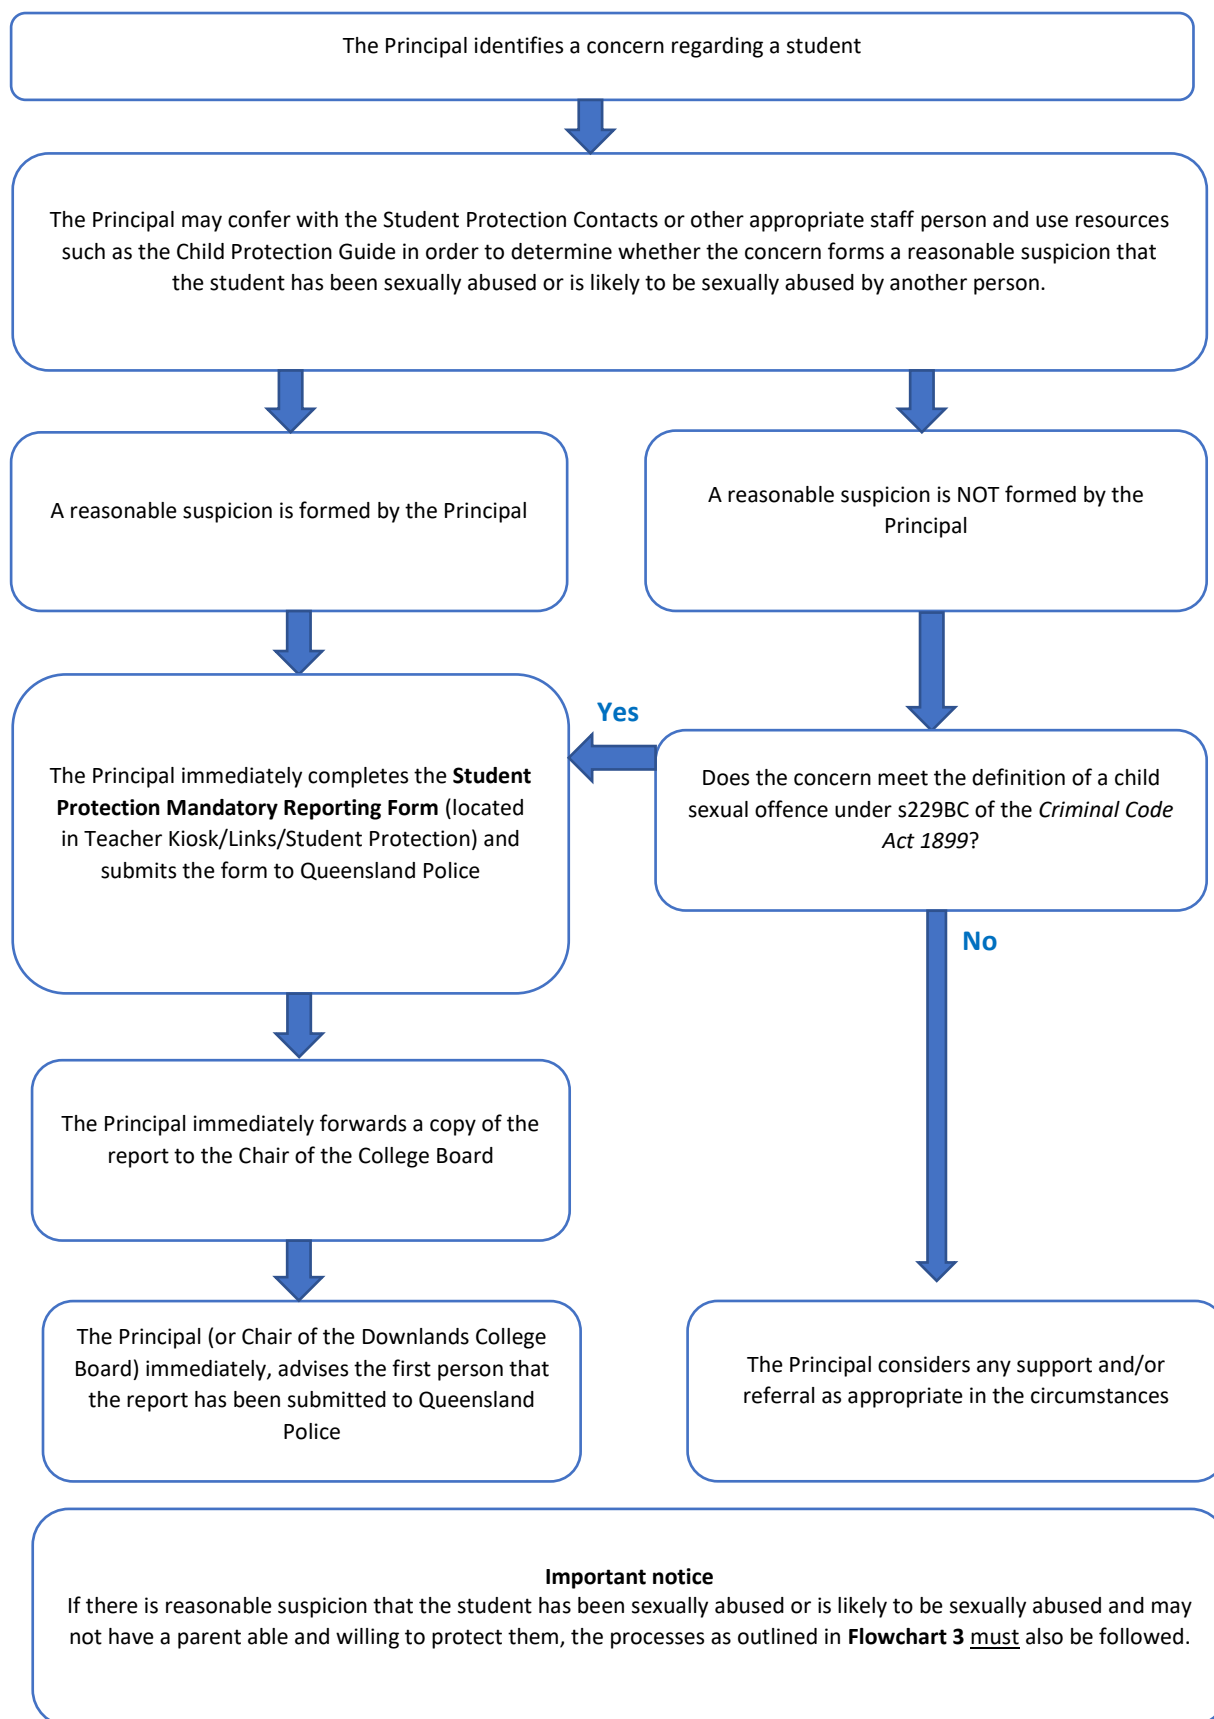 The Principal identifies a concern regarding a student
The Principal may confer with the Student Protection Contacts or other appropriate staff person and use resources
such as the Child Protection Guide in order to determine whether the concern forms a reasonable suspicion that
the student has been sexually abused or is likely to be sexually abused by another person.
A reasonable suspicion is formed by the Principal
A reasonable suspicion is NOT formed by the
Principal
The Principal immediately completes the Student
Protection Mandatory Reporting Form (located
in Teacher Kiosk/Links/Student Protection) and
submits the form to Queensland Police
Yes
Does the concern meet the definition of a child
sexual offence under s229BC of the Criminal Code
Act 1899?
No
The Principal immediately forwards a copy of the
report to the Chair of the College Board
The Principal (or Chair of the Downlands College
Board) immediately, advises the first person that
the report has been submitted to Queensland
Police
The Principal considers any support and/or
referral as appropriate in the circumstances
Important notice
If there is reasonable suspicion that the student has been sexually abused or is likely to be sexually abused and may
not have a parent able and willing to protect them, the processes as outlined in Flowchart 3 must also be followed.